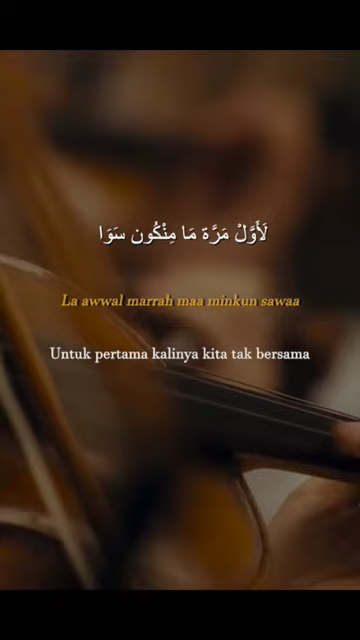 لَأَوَّلْ مَرَّة مَا مِنْكُون سَوَا
La awwal marrah maa minkun sawaa
Untuk pertama kalinya kita tak bersama